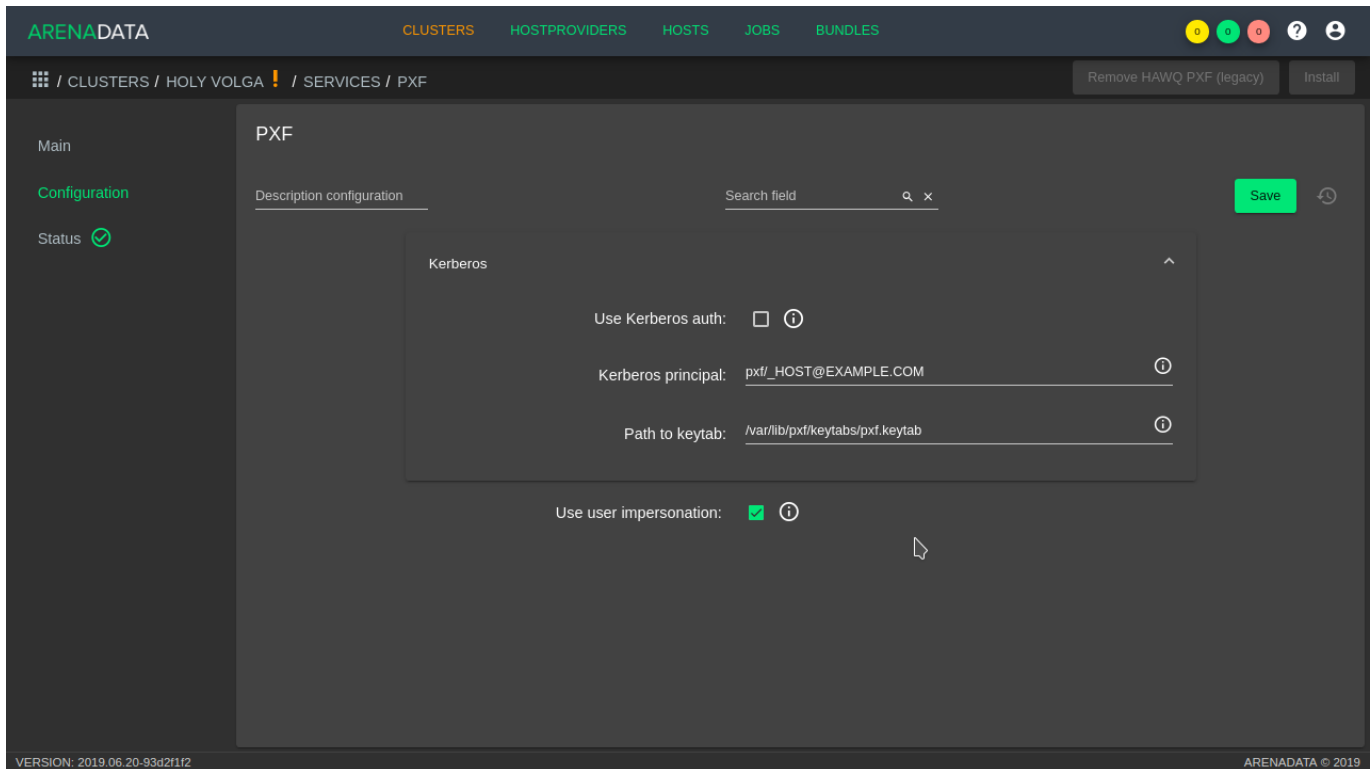 ARENADATA CLUSTERS HOSTPROVIDERS HOSTS JOBS BUNDLES 0 0 0 ?
/ CLUSTERS / HOLY VOLGA ! / SERVICES / PXF Remove HAWQ PXF (legacy) Install
Main
Configuration
Status
PXF
Description configuration Search field Save
Kerberos
Use Kerberos auth:
Kerberos principal: pxf/_HOST@EXAMPLE.COM
Path to keytab: /var/lib/pxf/keytabs/pxf.keytab
Use user impersonation:
VERSION: 2019.06.20-93d2f1f2 ARENADATA © 2019